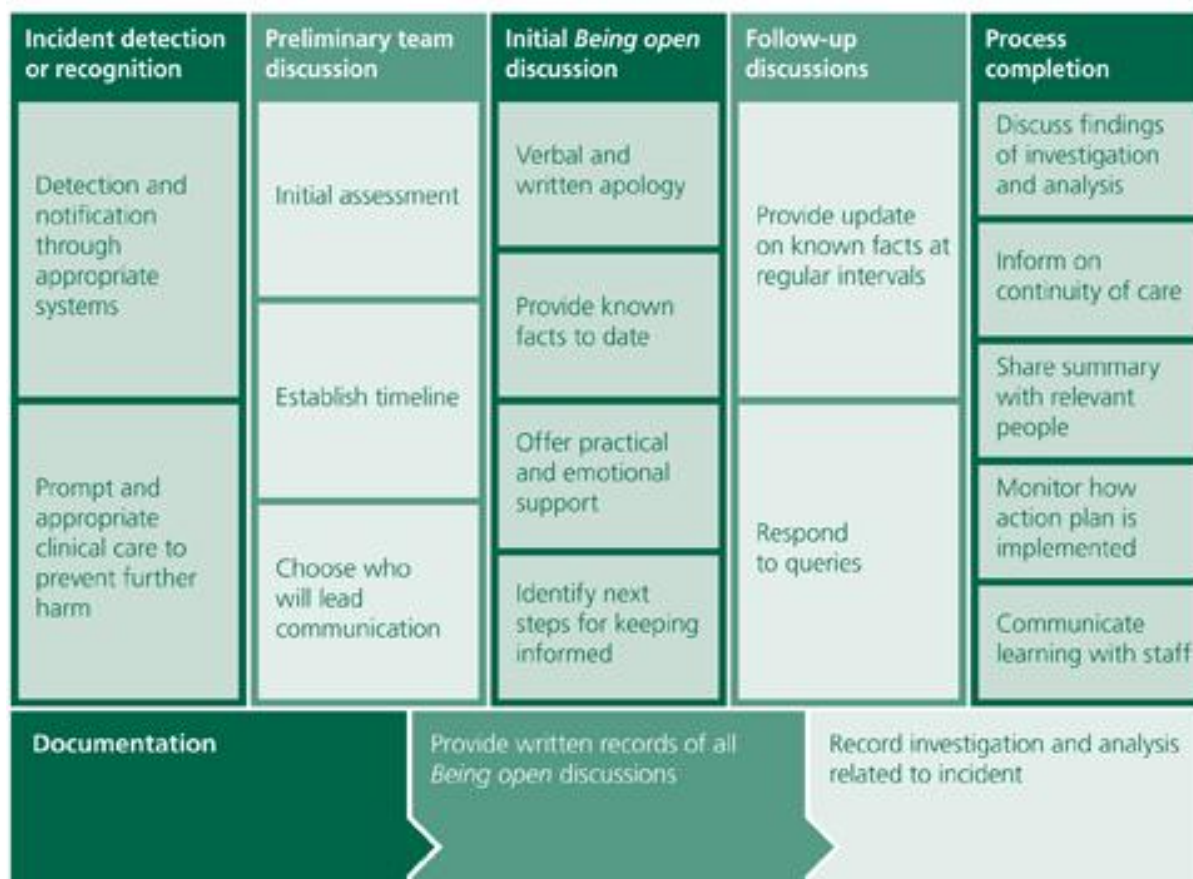 Incident detection
or recognition
Detection and
notification
through
appropriate
systems
Prompt and
appropriate
clinical care to
prevent further
harm
Preliminary team
discussion
Initial assessment
Establish timeline
Choose who
will lead
communication
Initial Being open
discussion
Verbal and
written apology
Provide known
facts to date
Offer practical
and emotional
support
Identify next
steps for keeping
informed
Follow-up
discussions
Provide update
on known facts at
regular intervals
Respond
to queries
Process
completion
Discuss findings
of investigation
and analysis
Inform on
continuity of care
Share summary
with relevant
people
Monitor how
action plan is
implemented
Communicate
learning with staff
Documentation
Provide written records of all
Being open discussions
Record investigation and analysis
related to incident